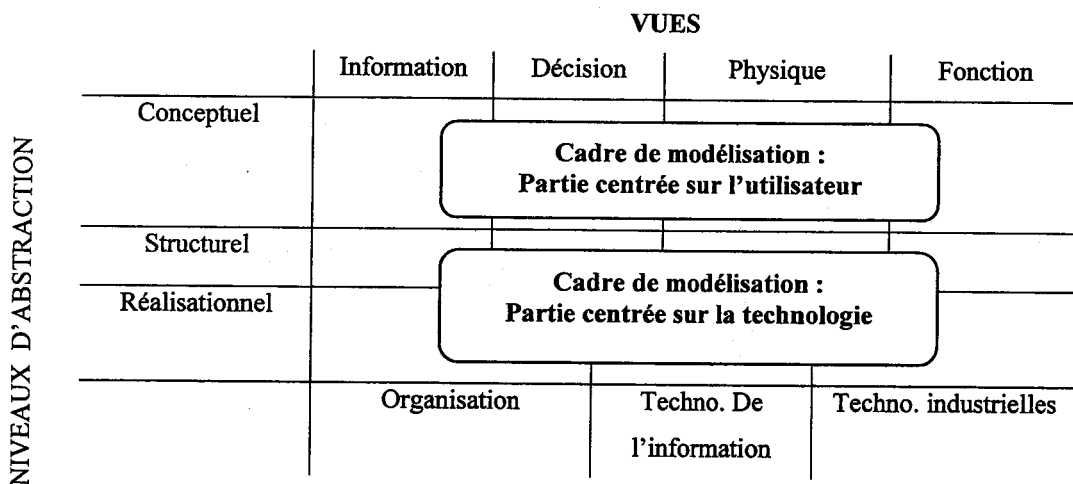 VUES
Information Décision Physique Fonction
Conceptuel
Cadre de modélisation :
Partie centrée sur l'utilisateur
Structurel
Cadre de modélisation :
Réalisationnel
Partie centrée sur la technologie
Organisation Techno. De Techno. industrielles
l'information
NIVEAUX D'ABSTRACTION